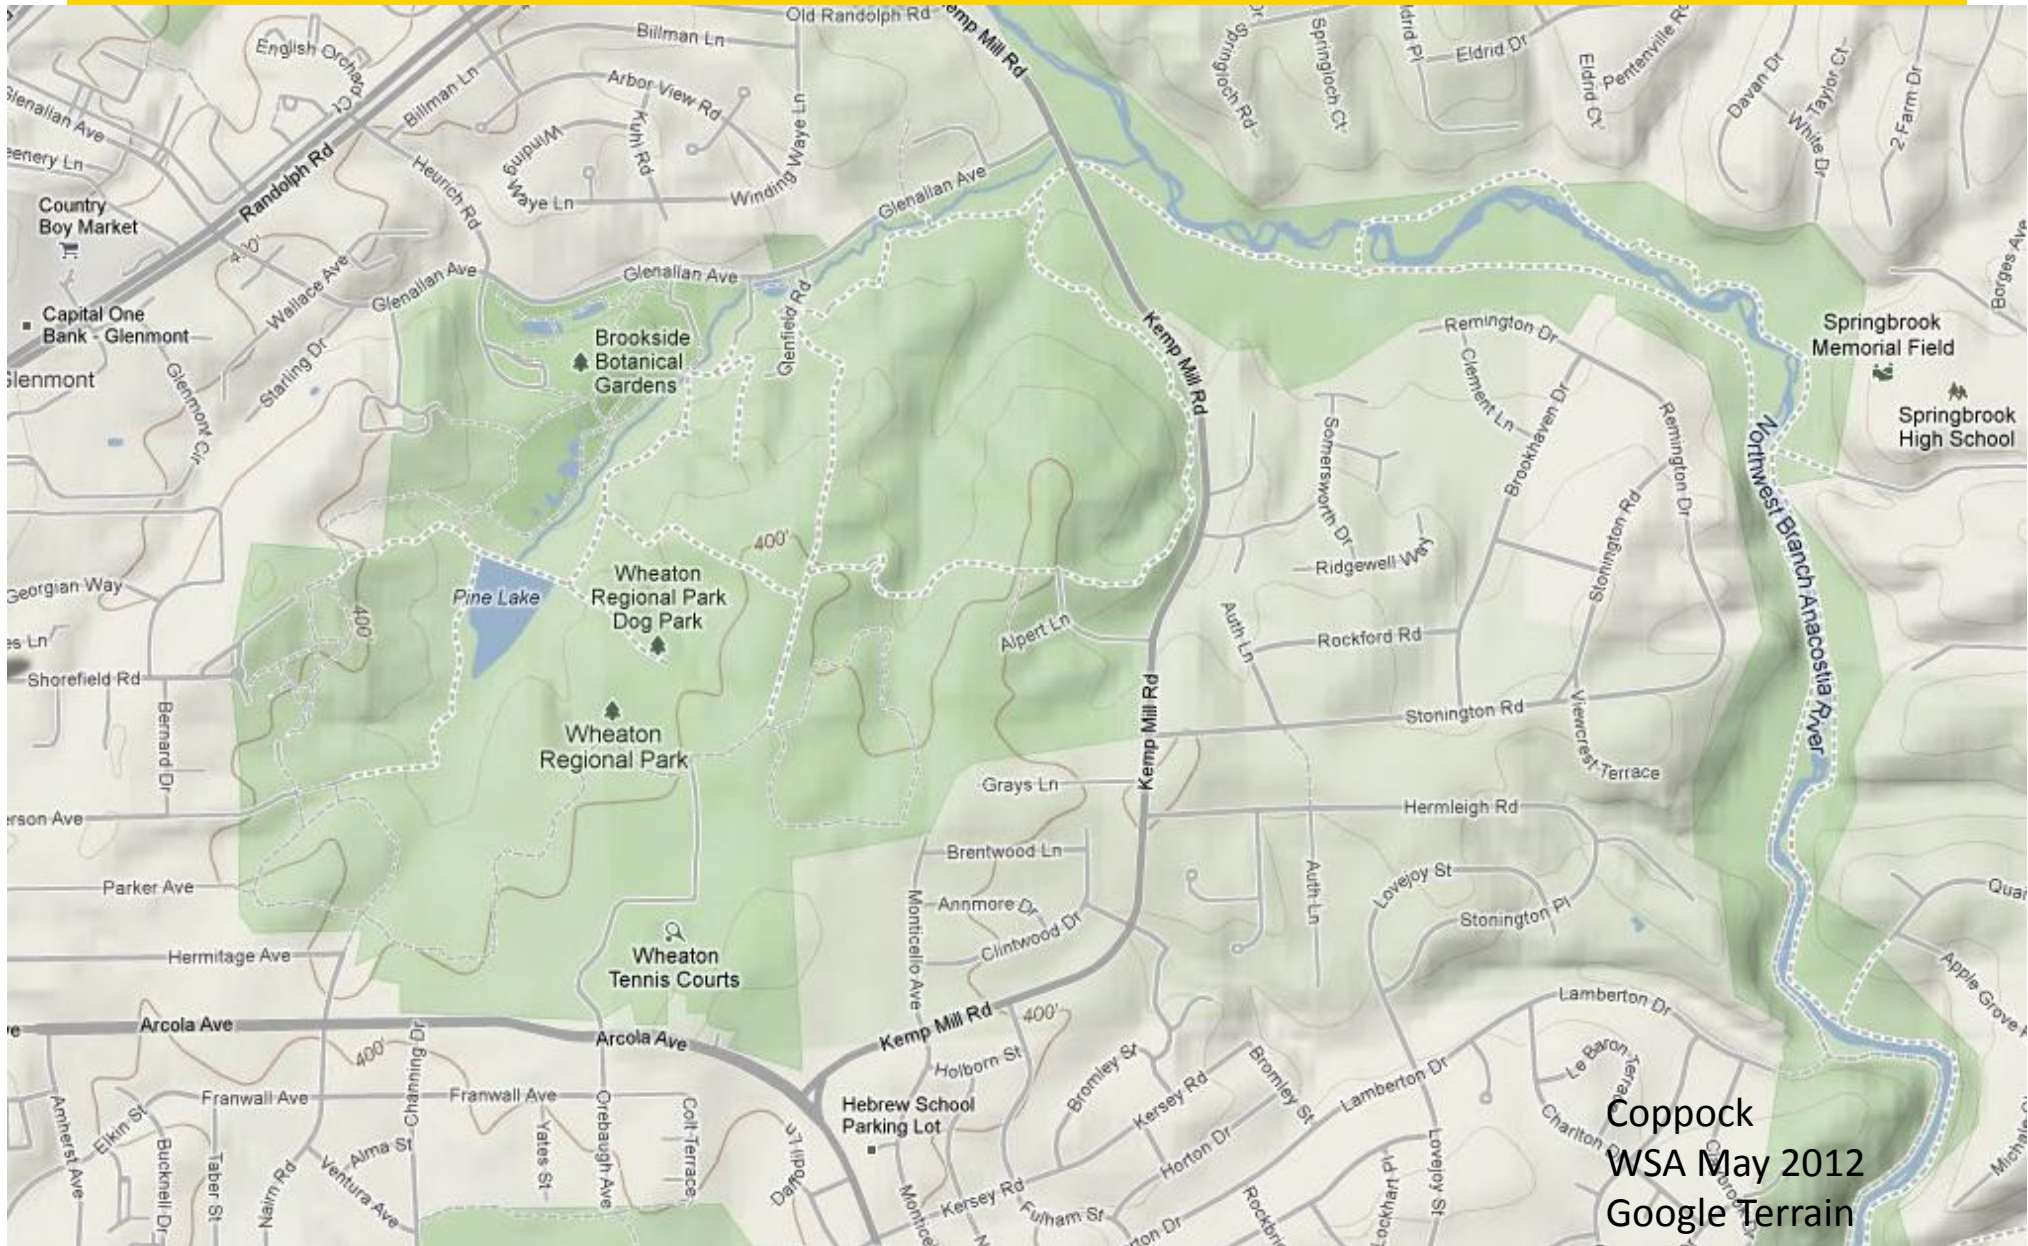 Old Randolph Rd
Kemp Mill Rd
Billman Ln
English Orchard Ct
Arbor View Rd
Springloch Rd
Springloch Ct
Eldrid Dr
Eldrid Ct
Pentenville Rd
Davan Dr
Taylor Ct
White Dr
2 Farm Dr
Glenallan Ave
Billman Ln
Kuhl Rd
Winding
Waye Ln
Winding Waye Ln
Heurich Rd
Randolph Rd
Glenallan Ave
Country
Boy Market
400'
Wallace Ave
Glenallan Ave
Glenallan Ave
Borges Ave
Capital One
Bank - Glenmont
Glenmont Cir
Starling Dr
Brookside
Botanical
Gardens
Glenfield Rd
Kemp Mill Rd
Remington Dr
Clement Ln
Brookhaven Dr
Remington Dr
Springbrook
Memorial Field
Springbrook
High School
Somersworth Dr
Stonington Rd
Northwest Branch Anacostia River
400'
Ridgewell Way
Georgian Way
400'
Pine Lake
Wheaton
Regional Park
Dog Park
Alpert Ln
Auth Ln
Rockford Rd
Shorefield Rd
Bernard Dr
Wheaton
Regional Park
Kemp Mill Rd
Stonington Rd
Viewcrest Terrace
Grays Ln
Hermleigh Rd
erson Ave
Brentwood Ln
Parker Ave
Monticello Ave
Annmore Dr
Clintwood Dr
Auth Ln
Lovejoy St
Stonington Pl
Hermitage Ave
Wheaton
Tennis Courts
Apple Grove
Lamberton Dr
Arcola Ave
Arcola Ave
Kemp Mill Rd
400'
400'
Channing Dr
Holborn St
Bromley St
Kersey Rd
Bromley St
Lamberton Dr
Le Baron Terrace
Franwall Ave
Franwall Ave
Amherst Ave
Elkin St
Bucknell Dr
Taber St
Nairn Rd
Ventura Ave
Alma St
Yates St
Orebaugh Ave
Colt Terrace
Hebrew School
Parking Lot
Horton Dr
Kersey Rd
Fulham St
Lockhart Pl
Lovejoy St
Charlton
Coppock
WSA May 2012
Google Terrain